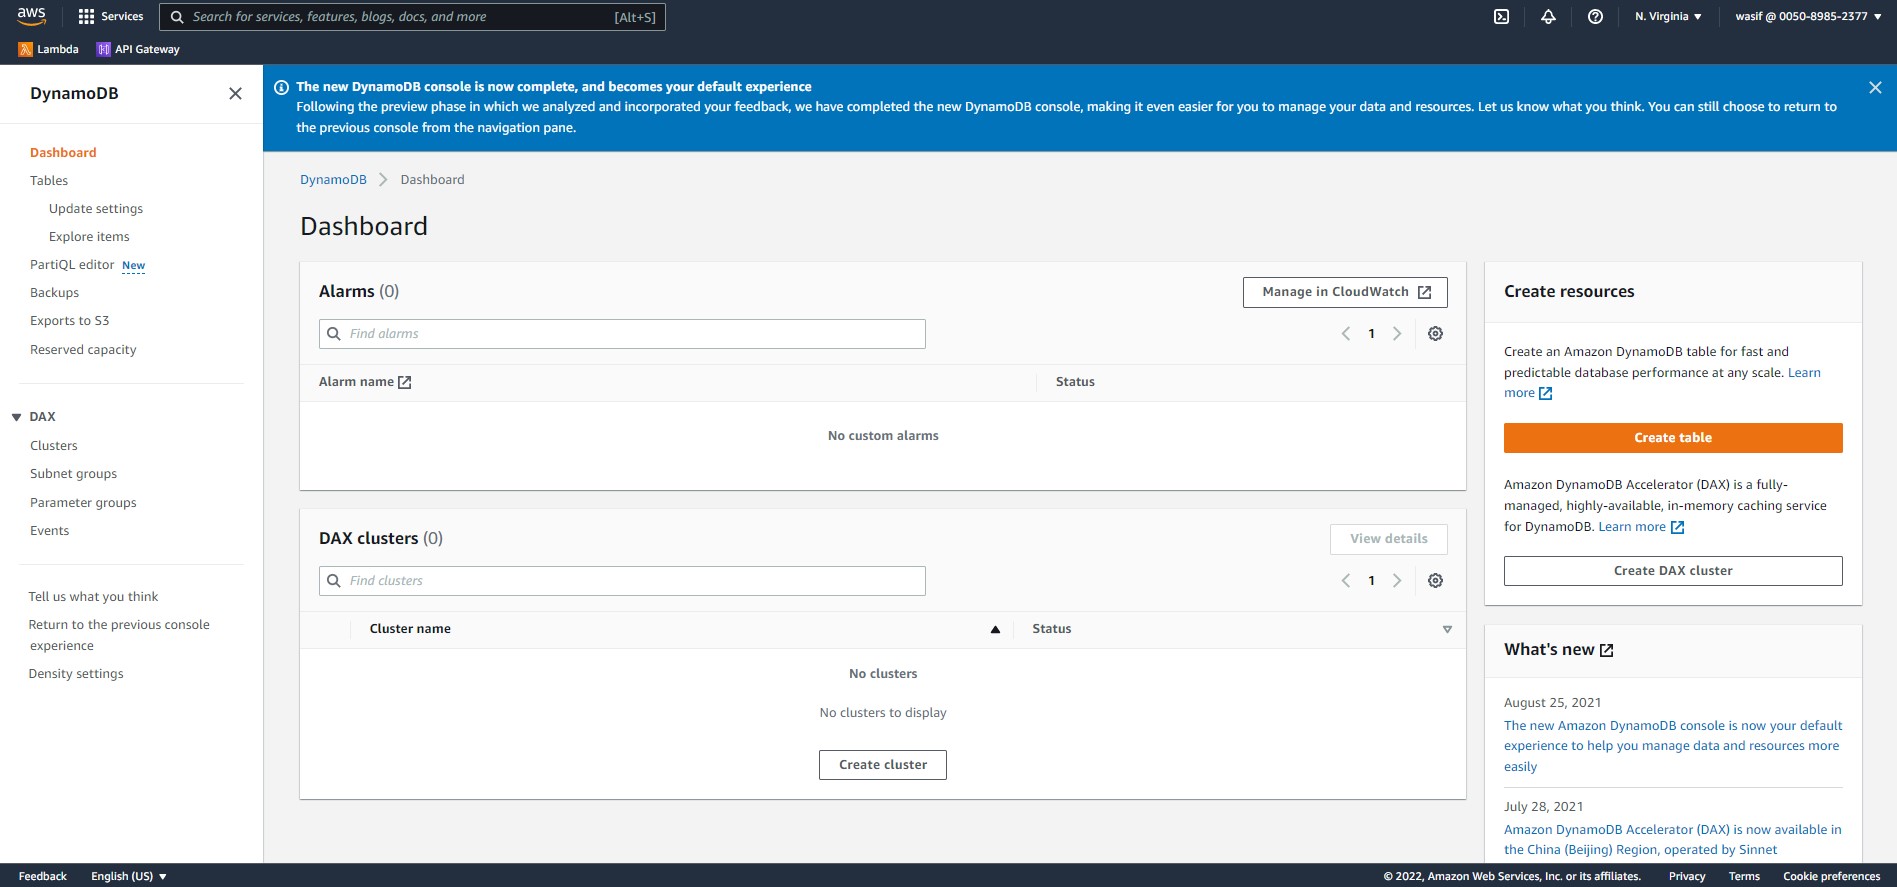 aws
Services
Search for services, features, blogs, docs, and more
[Alt+S]
N. Virginia
wasif @ 0050-8985-2377
Lambda
API Gateway
DynamoDB
Dashboard
Tables
Update settings
Explore items
PartiQL editor New
Backups
Exports to S3
Reserved capacity
DAX
Clusters
Subnet groups
Parameter groups
Events
Tell us what you think
Return to the previous console
experience
Density settings
The new DynamoDB console is now complete, and becomes your default experience
Following the preview phase in which we analyzed and incorporated your feedback, we have completed the new DynamoDB console, making it even easier for you to manage your data and resources. Let us know what you think. You can still choose to return to
the previous console from the navigation pane.
DynamoDB Dashboard
Dashboard
Alarms (0)
Manage in CloudWatch
Find alarms
1
Alarm name
Status
No custom alarms
DAX clusters (0)
View details
Find clusters
1
Cluster name
Status
No clusters
No clusters to display
Create cluster
Create resources
Create an Amazon DynamoDB table for fast and
predictable database performance at any scale. Learn
more
Create table
Amazon DynamoDB Accelerator (DAX) is a fully-
managed, highly-available, in-memory caching service
for DynamoDB. Learn more
Create DAX cluster
What's new
August 25, 2021
The new Amazon DynamoDB console is now your default
experience to help you manage data and resources more
easily
July 28, 2021
Amazon DynamoDB Accelerator (DAX) is now available in
the China (Beijing) Region, operated by Sinnet
Feedback
English (US)
© 2022, Amazon Web Services, Inc. or its affiliates.
Privacy
Terms
Cookie preferences